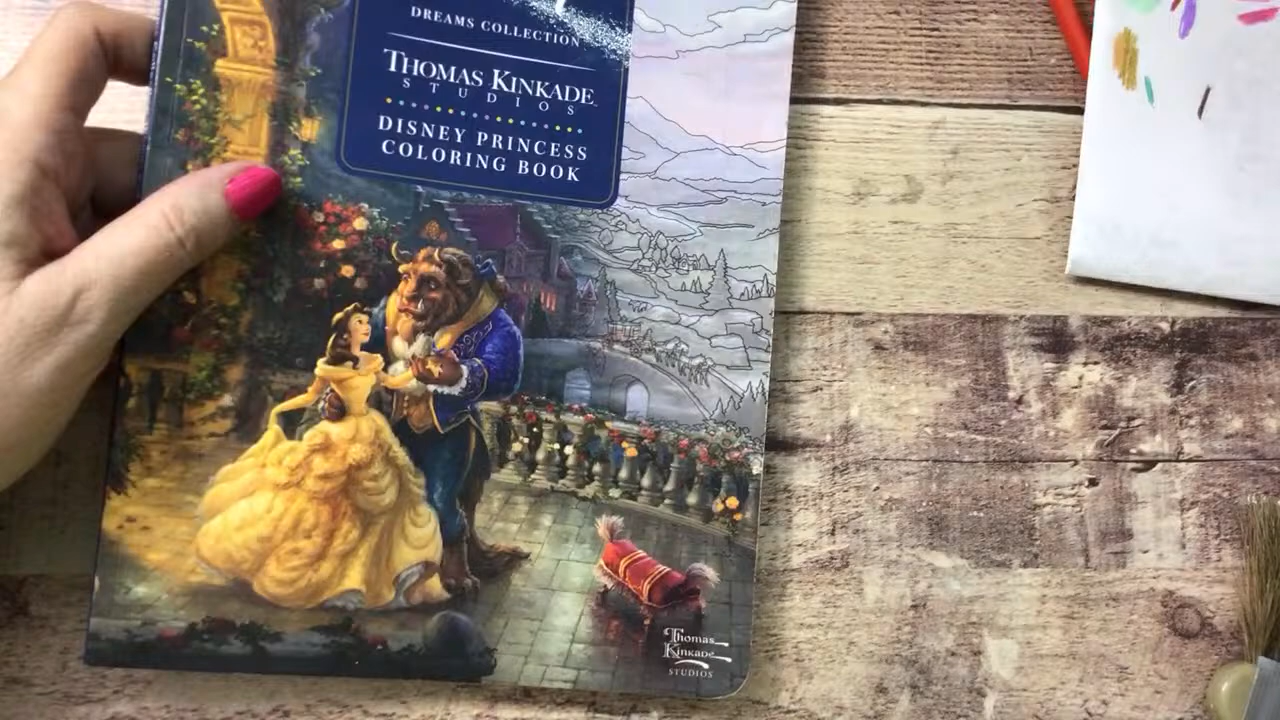 DREAMS COLLECTION
THOMAS KINKADE
STUDIOS
DISNEY PRINCESS
COLORING BOOK
Thomas
Kinkade
STUDIOS